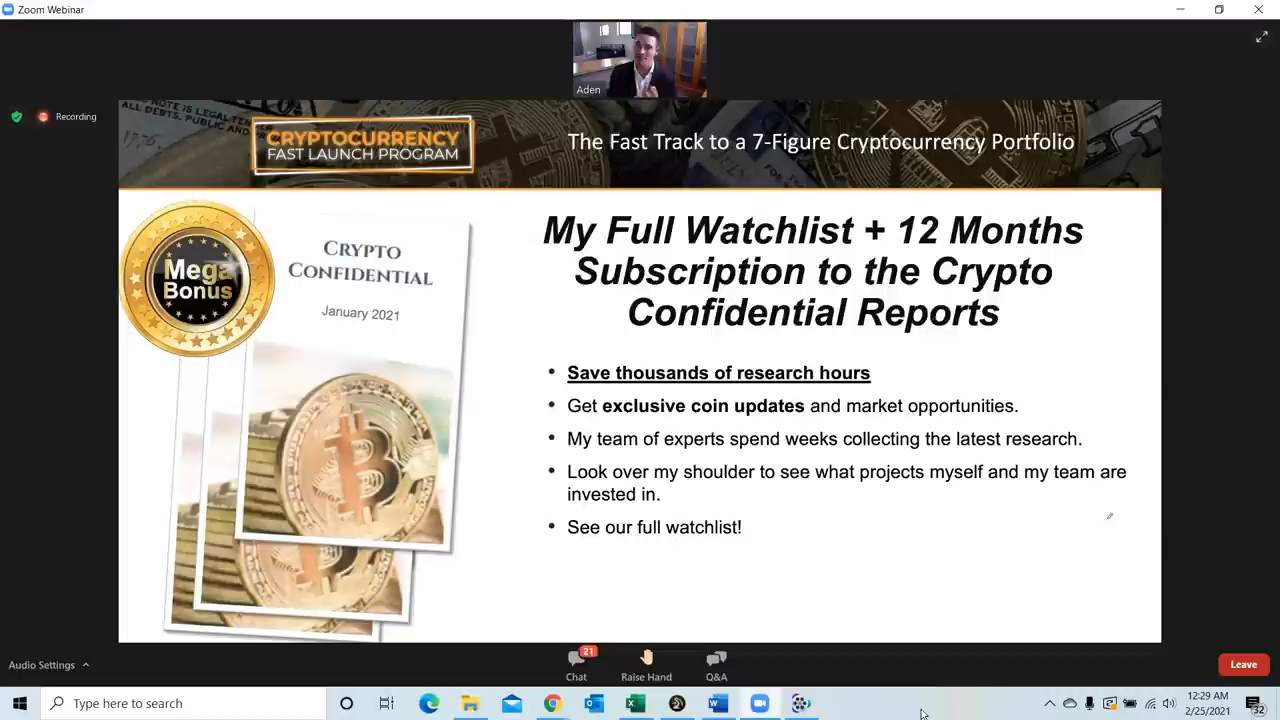 Zoom Webinar
Aden
Recording
CRYPTOCURRENCY
FAST LAUNCH PROGRAM
The Fast Track to a 7-Figure Cryptocurrency Portfolio
Mega
Bonus
CRYPTO
CONFIDENTIAL
January 2021
My Full Watchlist + 12 Months
Subscription to the Crypto
Confidential Reports
• Save thousands of research hours
• Get exclusive coin updates and market opportunities.
• My team of experts spend weeks collecting the latest research.
• Look over my shoulder to see what projects myself and my team are
invested in.
• See our full watchlist!
Audio Settings
21
Chat
Raise Hand
Q&A
Leave
Type here to search
12:29 AM
2/25/2021
32